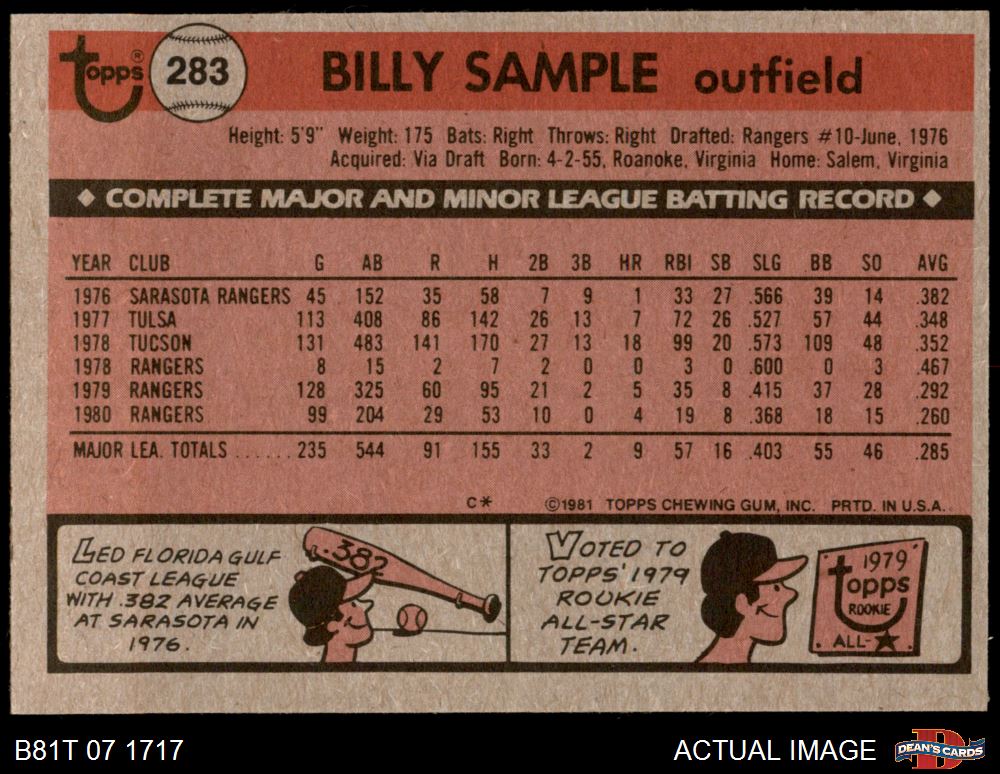 topps®
283
BILLY SAMPLE outfield
Height: 5'9" Weight: 175 Bats: Right Throws: Right Drafted: Rangers #10-June, 1976
Acquired: Via Draft Born: 4-2-55, Roanoke, Virginia Home: Salem, Virginia
◆ COMPLETE MAJOR AND MINOR LEAGUE BATTING RECORD ◆
YEAR CLUB G AB R H 2B 3B HR RBI SB SLG BB SO AVG
1976 SARASOTA RANGERS 45 152 35 58 7 9 1 33 27 .566 39 14 .382
1977 TULSA 113 408 86 142 26 13 7 72 26 .527 57 44 .348
1978 TUCSON 131 483 141 170 27 13 18 99 20 .573 109 48 .352
1978 RANGERS 8 15 2 7 2 0 0 3 0 .600 0 3 .467
1979 RANGERS 128 325 60 95 21 2 5 35 8 .415 37 28 .292
1980 RANGERS 99 204 29 53 10 0 4 19 8 .368 18 15 .260
MAJOR LEA. TOTALS ...... 235 544 91 155 33 2 9 57 16 .403 55 46 .285
C* ©1981 TOPPS CHEWING GUM, INC. PRTD. IN U.S.A.
LED FLORIDA GULF
COAST LEAGUE
WITH .382 AVERAGE
AT SARASOTA IN
1976.
.382
VOTED TO
TOPPS' 1979
ROOKIE
ALL-STAR
TEAM.
1979
topps
ROOKIE
ALL-★
B81T 07 1717
ACTUAL IMAGE
D
DEAN'S CARDS